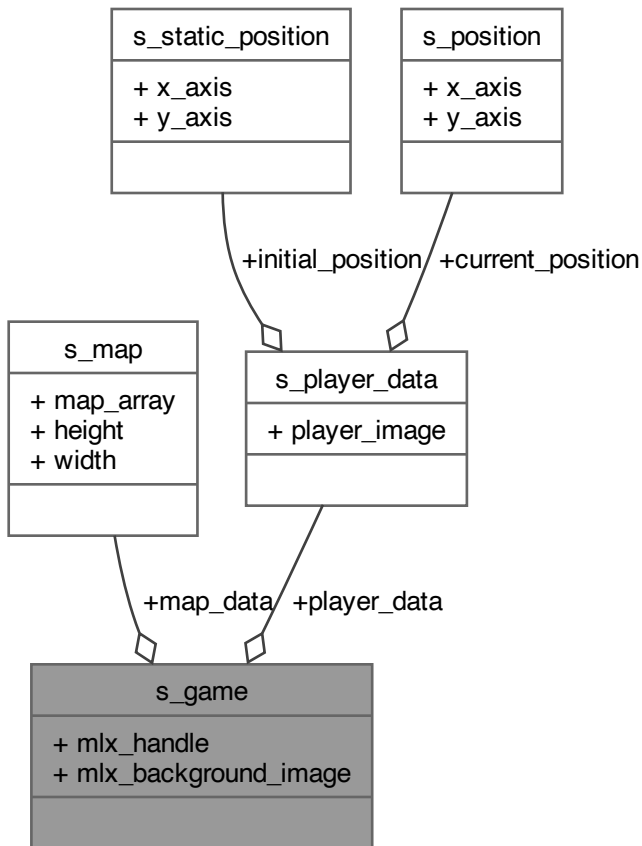 s_static_position
+ x_axis
+ y_axis
s_position
+ x_axis
+ y_axis
+initial_position
+current_position
s_map
+ map_array
+ height
+ width
s_player_data
+ player_image
+map_data
+player_data
s_game
+ mlx_handle
+ mlx_background_image